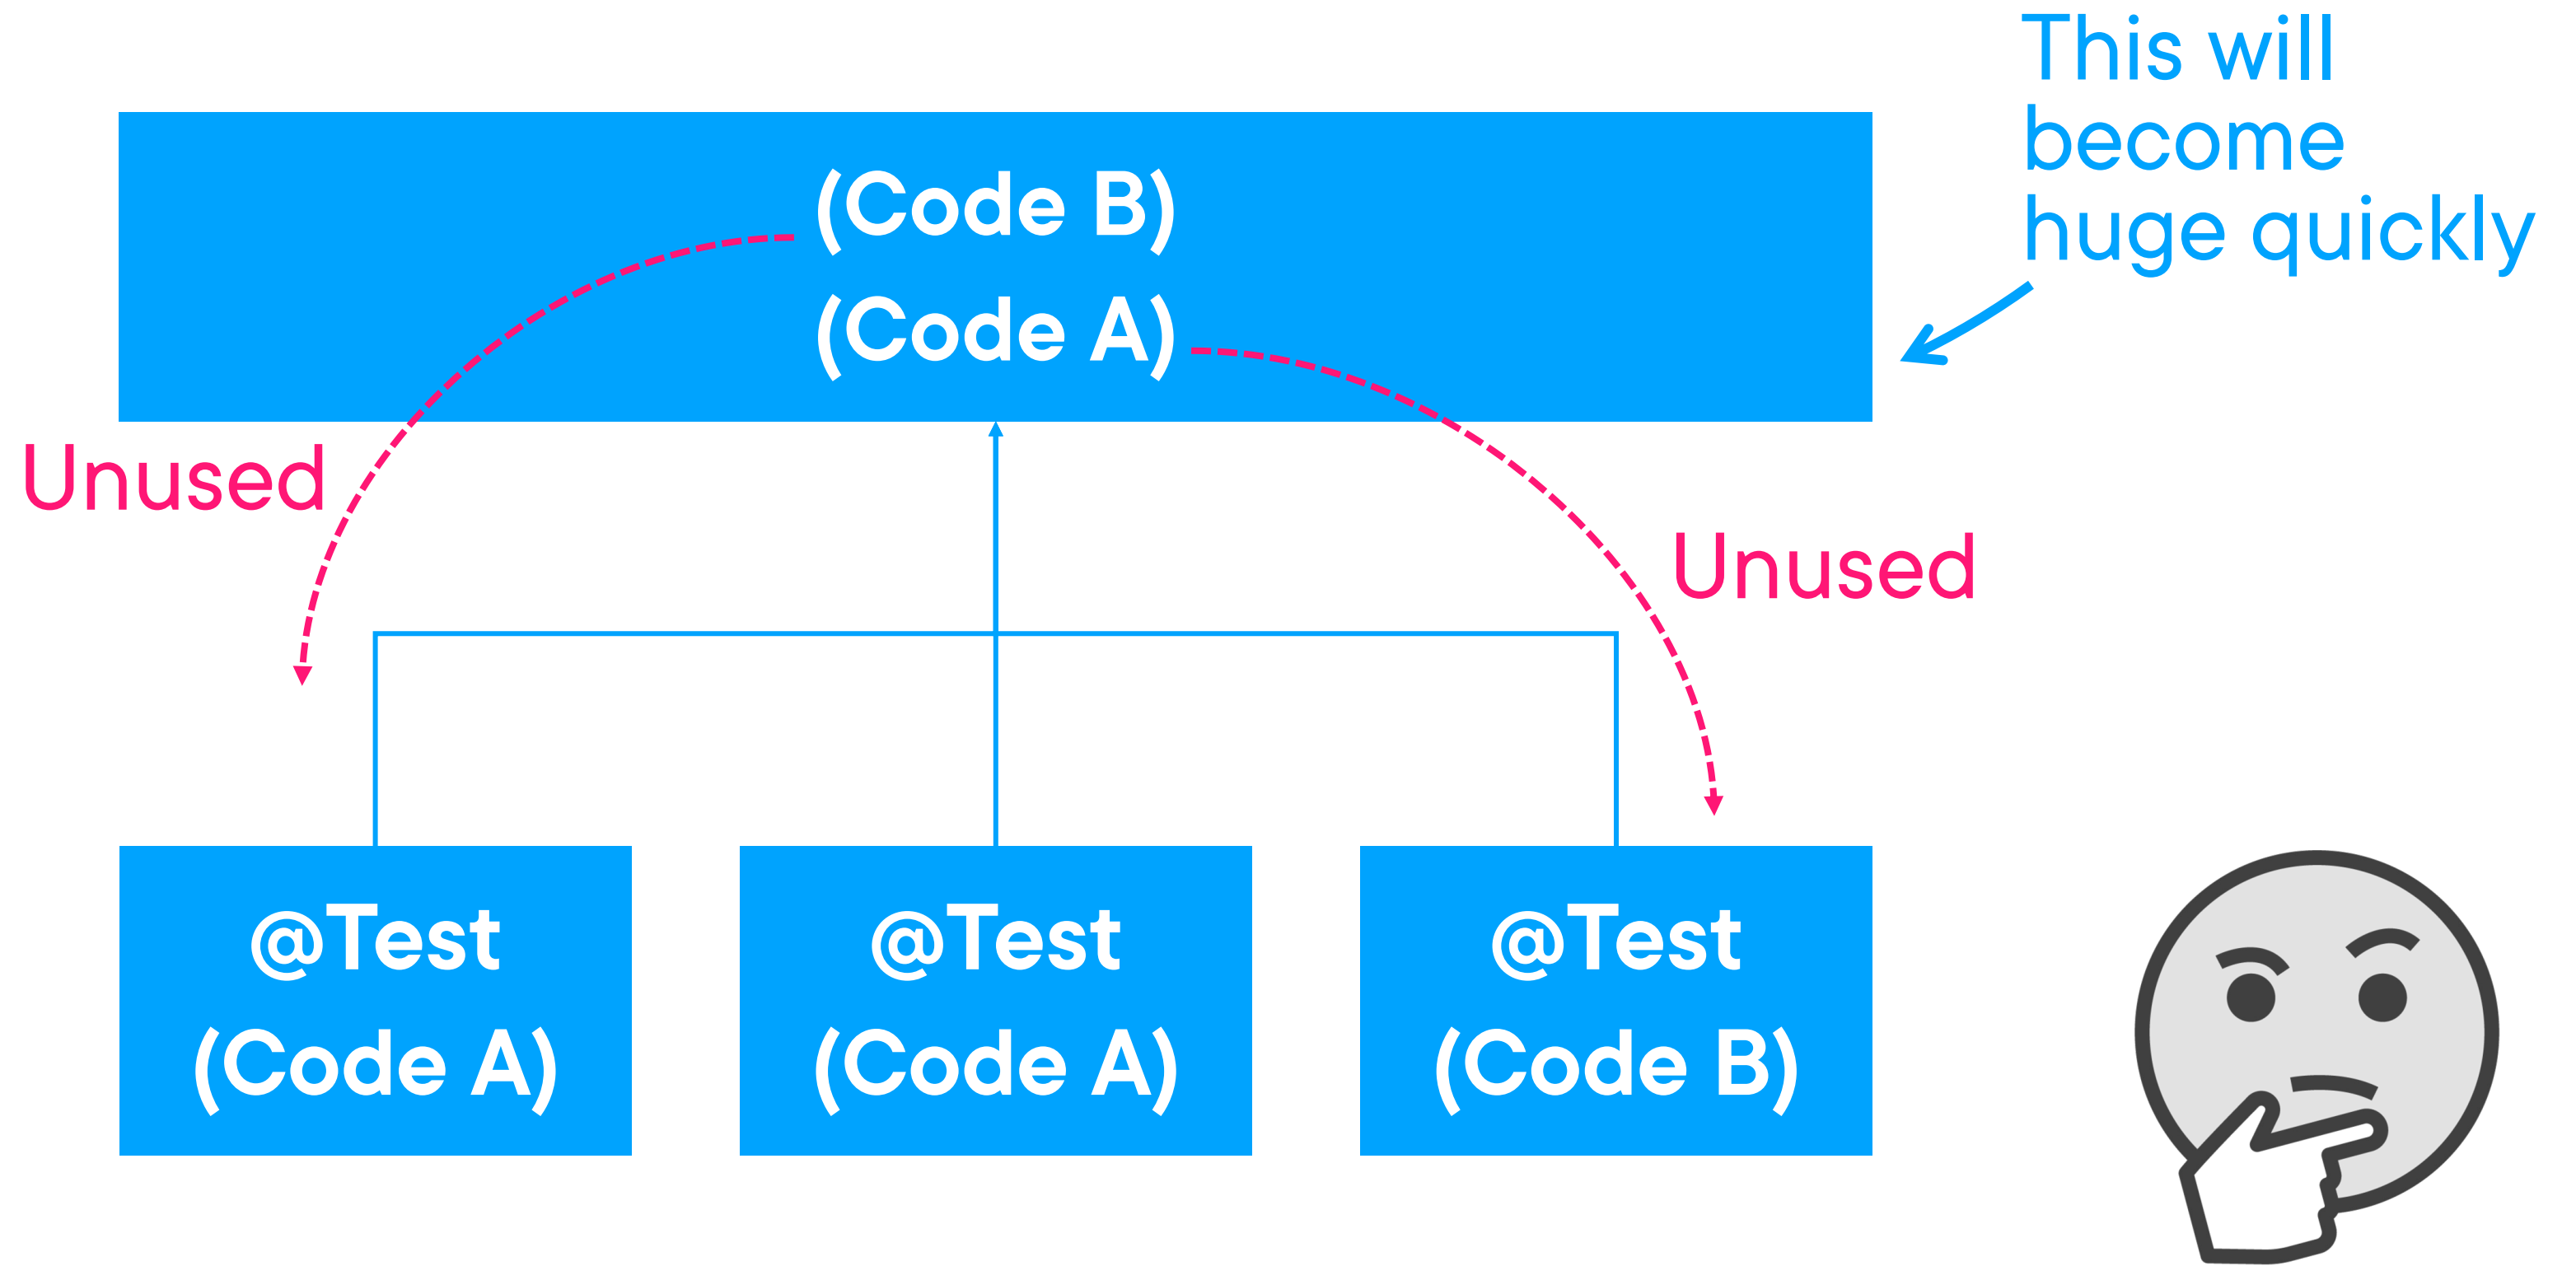 This will
become
huge quickly
(Code B)
(Code A)
Unused
Unused
@Test
(Code A)
@Test
(Code A)
@Test
(Code B)